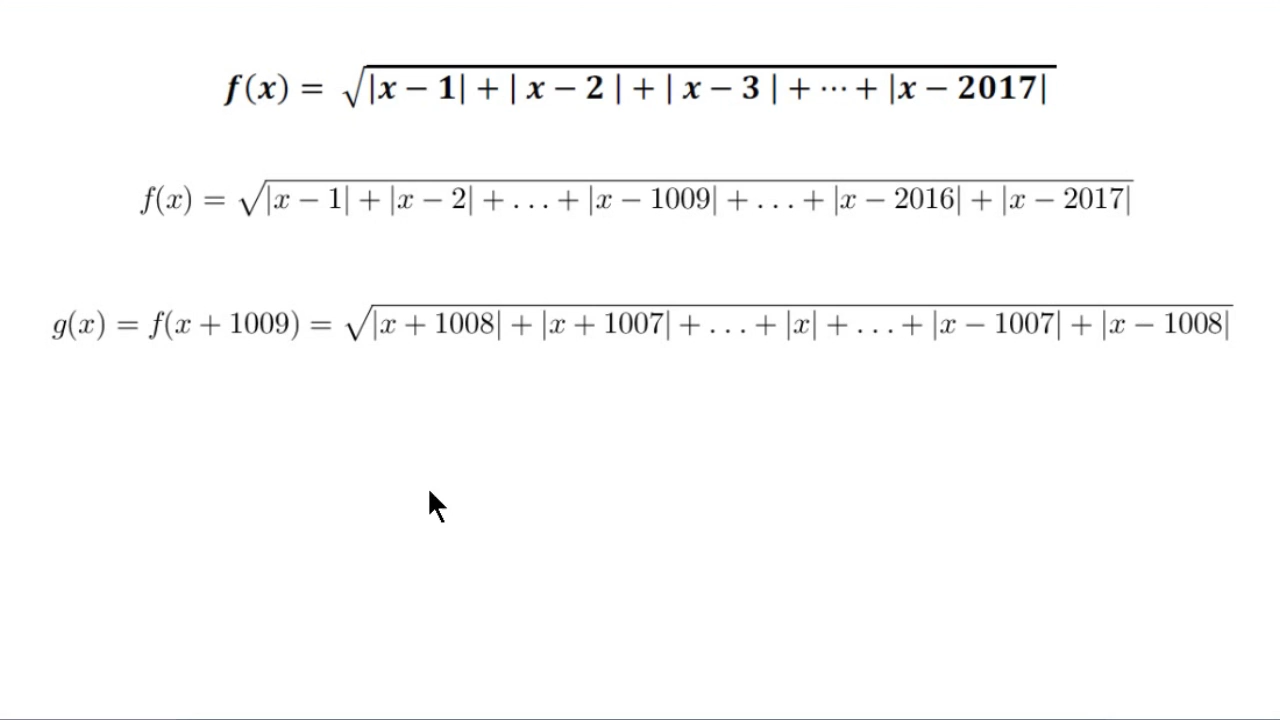 f(x) = √|x − 1| + | x − 2 | + | x − 3 | + ⋯ + |x − 2017|
f(x) = √|x − 1| + |x − 2| + . . . + |x − 1009| + . . . + |x − 2016| + |x − 2017|
g(x) = f(x + 1009) = √|x + 1008| + |x + 1007| + . . . + |x| + . . . + |x − 1007| + |x − 1008|